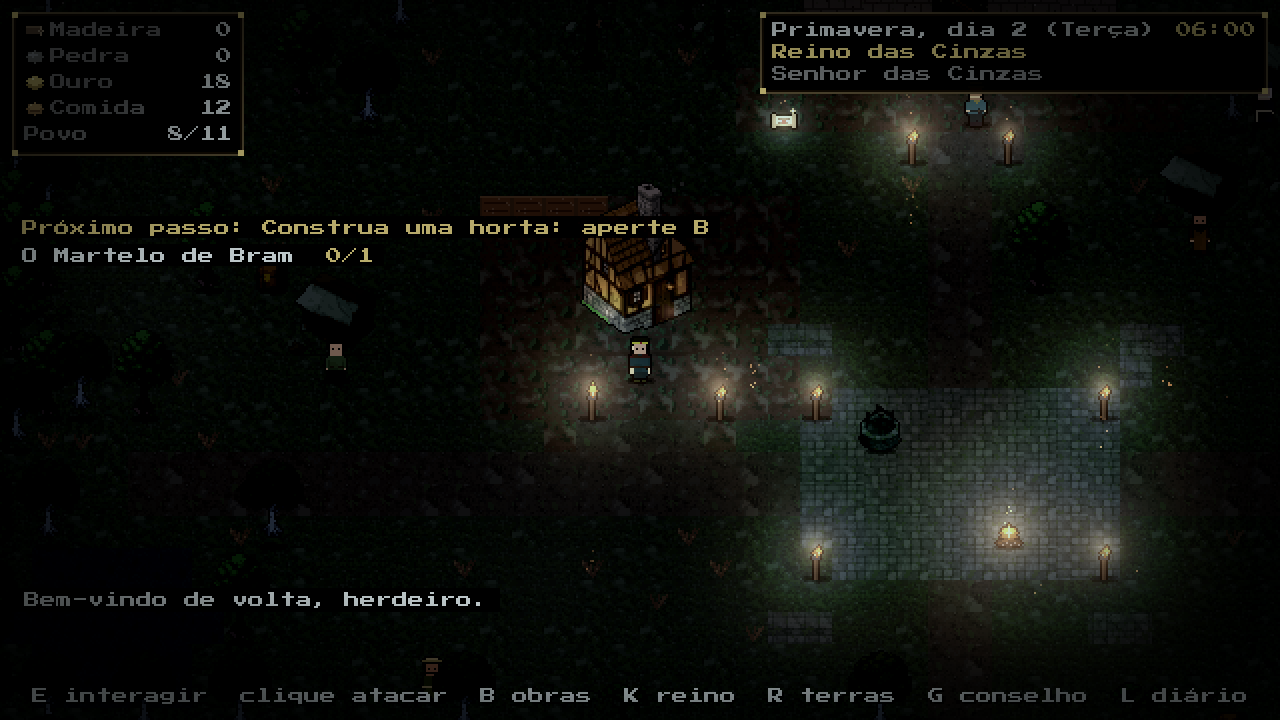 Madeira 0
Pedra 0
Ouro 18
Comida 12
Povo 8/11
Primavera, dia 2 (Terça) 06:00
Reino das Cinzas
Senhor das Cinzas
Próximo passo: Construa uma horta: aperte B
O Martelo de Bram 0/1
Bem-vindo de volta, herdeiro.
E interagir clique atacar B obras K reino R terras G conselho L diário